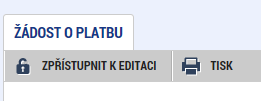 ŽÁDOST O PLATBU
ZPŘÍSTUPNIT K EDITACI TISK